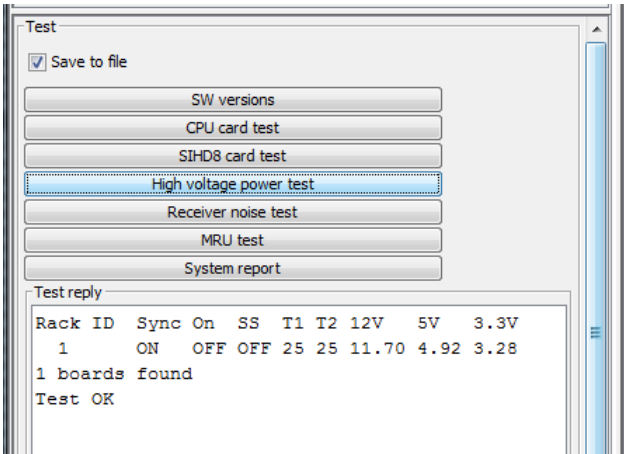 Test
Save to file
SW versions
CPU card test
SIHD8 card test
High voltage power test
Receiver noise test
MRU test
System report
Test reply
Rack ID  Sync On  SS  T1 T2 12V   5V   3.3V
1      ON   OFF OFF 25 25 11.70 4.92 3.28
1 boards found
Test OK